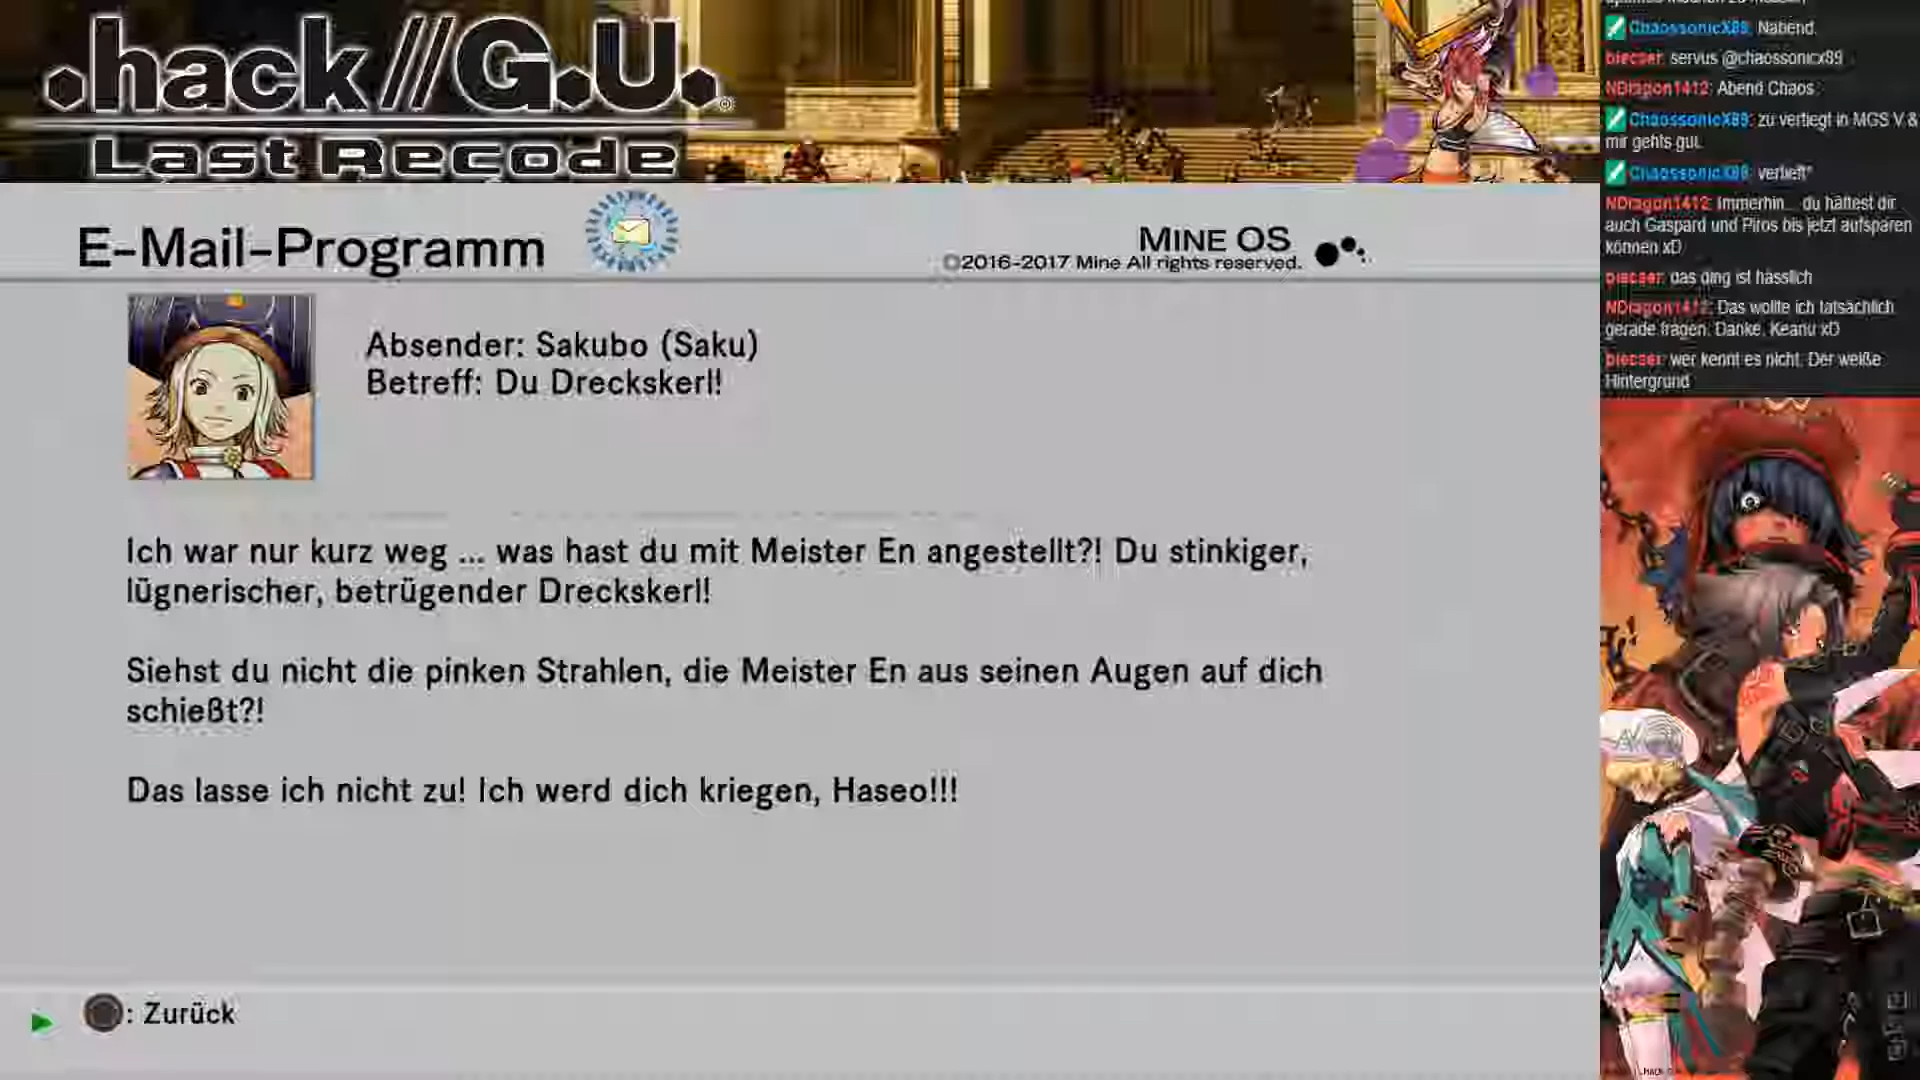 .hack//G.U.
Last Recode
E-Mail-Programm
MINE OS
©2016-2017 Mine All rights reserved.
Absender: Sakubo (Saku)
Betreff: Du Dreckskerl!
Ich war nur kurz weg ... was hast du mit Meister En angestellt?! Du stinkiger,
lügnerischer, betrügender Dreckskerl!
Siehst du nicht die pinken Strahlen, die Meister En aus seinen Augen auf dich
schießt?!
Das lasse ich nicht zu! Ich werd dich kriegen, Haseo!!!
: Zurück
ChaossonicX89: Nabend.
piecser: servus @chaossonicx89
NDragon1412: Abend Chaos
ChaossonicX89: zu vertiegt in MGS V &
mir gehts gut.
ChaossonicX89: vertieft*
NDragon1412: Immerhin... du hättest dir
auch Gaspard und Piros bis jetzt aufsparen
können xD
piecser: das ding ist hässlich
NDragon1412: Das wollte ich tatsächlich
gerade fragen. Danke, Keanu xD
piecser: wer kennt es nicht. Der weiße
Hintergrund